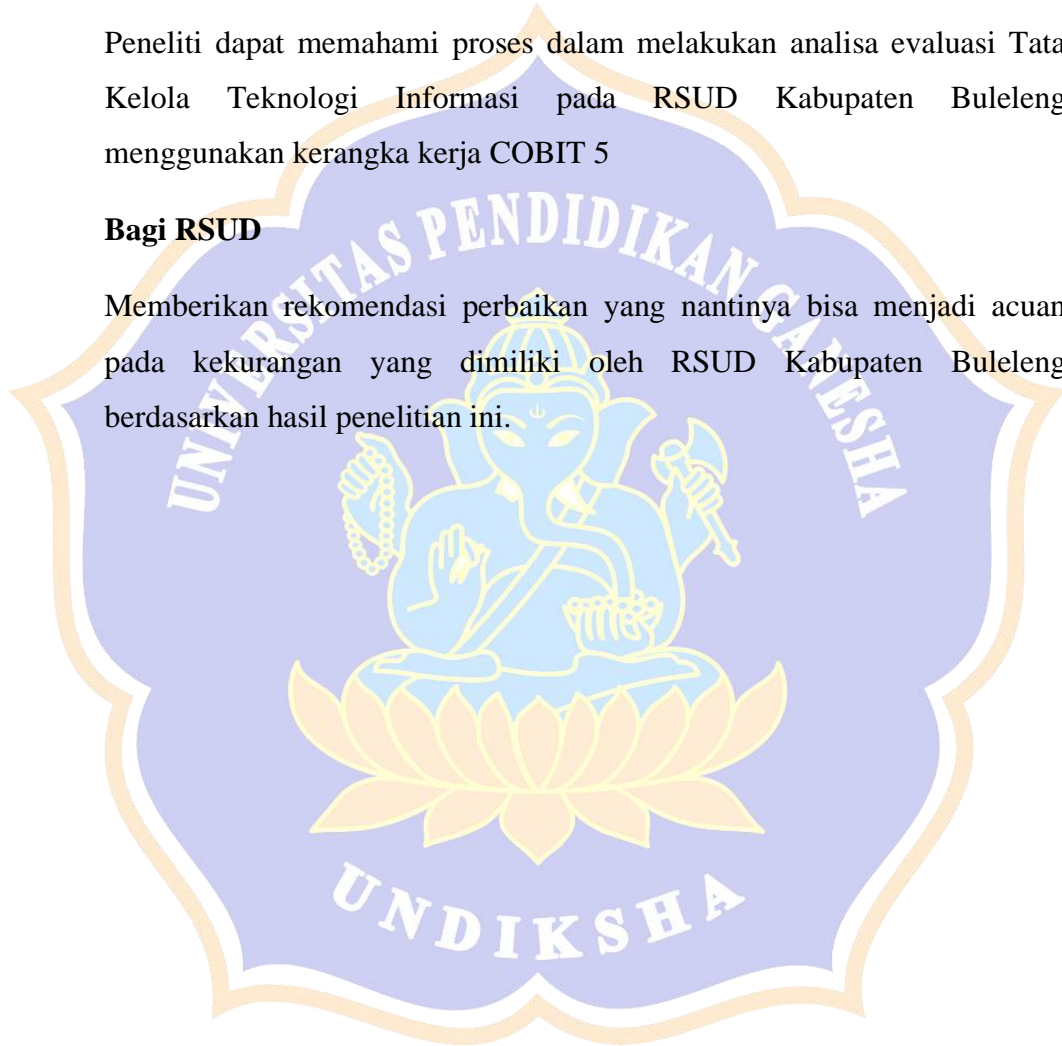 Peneliti dapat memahami proses dalam melakukan analisa evaluasi Tata
Kelola Teknologi Informasi pada RSUD Kabupaten Buleleng
menggunakan kerangka kerja COBIT 5
Bagi RSUD
Memberikan rekomendasi perbaikan yang nantinya bisa menjadi acuan
pada kekurangan yang dimiliki oleh RSUD Kabupaten Buleleng
berdasarkan hasil penelitian ini.
UNIVERSITAS PENDIDIKAN GANESHA
UNDIKSHA